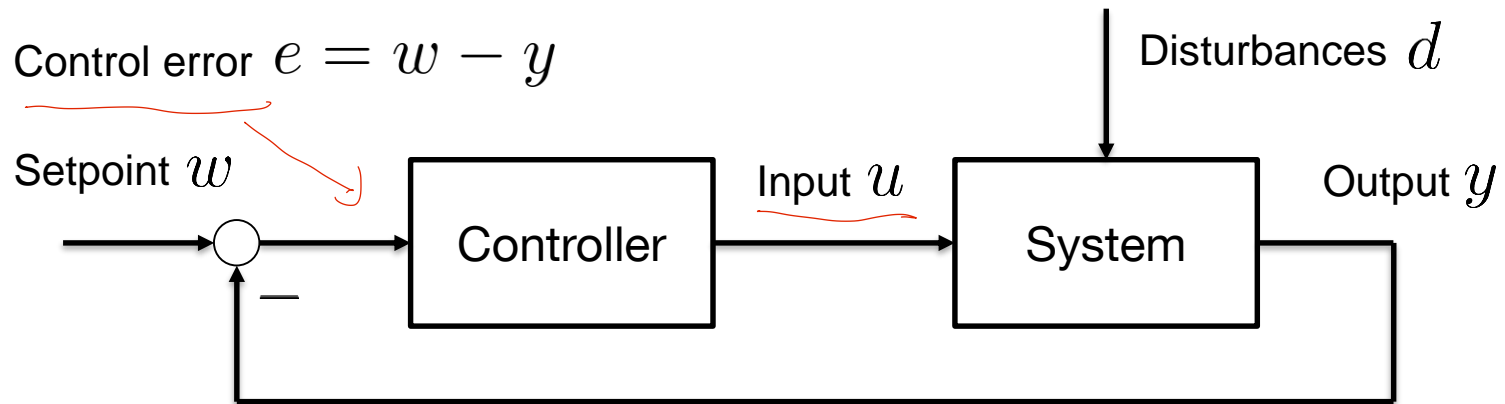 Control error e = w − y
Disturbances d
Setpoint w
Input u
Output y
Controller
System
−